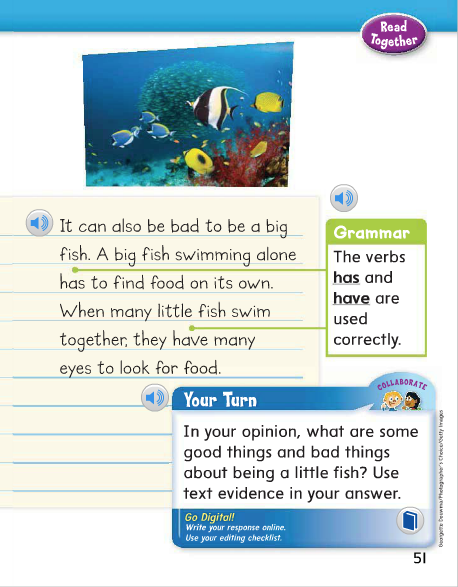 Read
Together
It can also be bad to be a big
fish. A big fish swimming alone
has to find food on its own.
When many little fish swim
together, they have many
eyes to look for food.
Grammar
The verbs
has and
have are
used
correctly.
COLLABORATE
Your Turn
In your opinion, what are some
good things and bad things
about being a little fish? Use
text evidence in your answer.
Go Digital!
Write your response online.
Use your editing checklist.
Georgette Douwma/Photographer's Choice/Getty Images
51